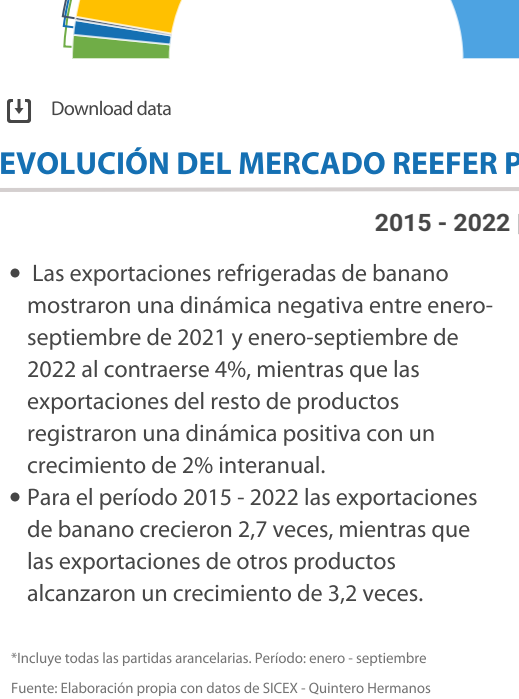 Download data
EVOLUCIÓN DEL MERCADO REEFER P
2015 - 2022 |
Las exportaciones refrigeradas de banano
mostraron una dinámica negativa entre enero-
septiembre de 2021 y enero-septiembre de
2022 al contraerse 4%, mientras que las
exportaciones del resto de productos
registraron una dinámica positiva con un
crecimiento de 2% interanual.
Para el período 2015 - 2022 las exportaciones
de banano crecieron 2,7 veces, mientras que
las exportaciones de otros productos
alcanzaron un crecimiento de 3,2 veces.
*Incluye todas las partidas arancelarias. Período: enero - septiembre
Fuente: Elaboración propia con datos de SICEX - Quintero Hermanos